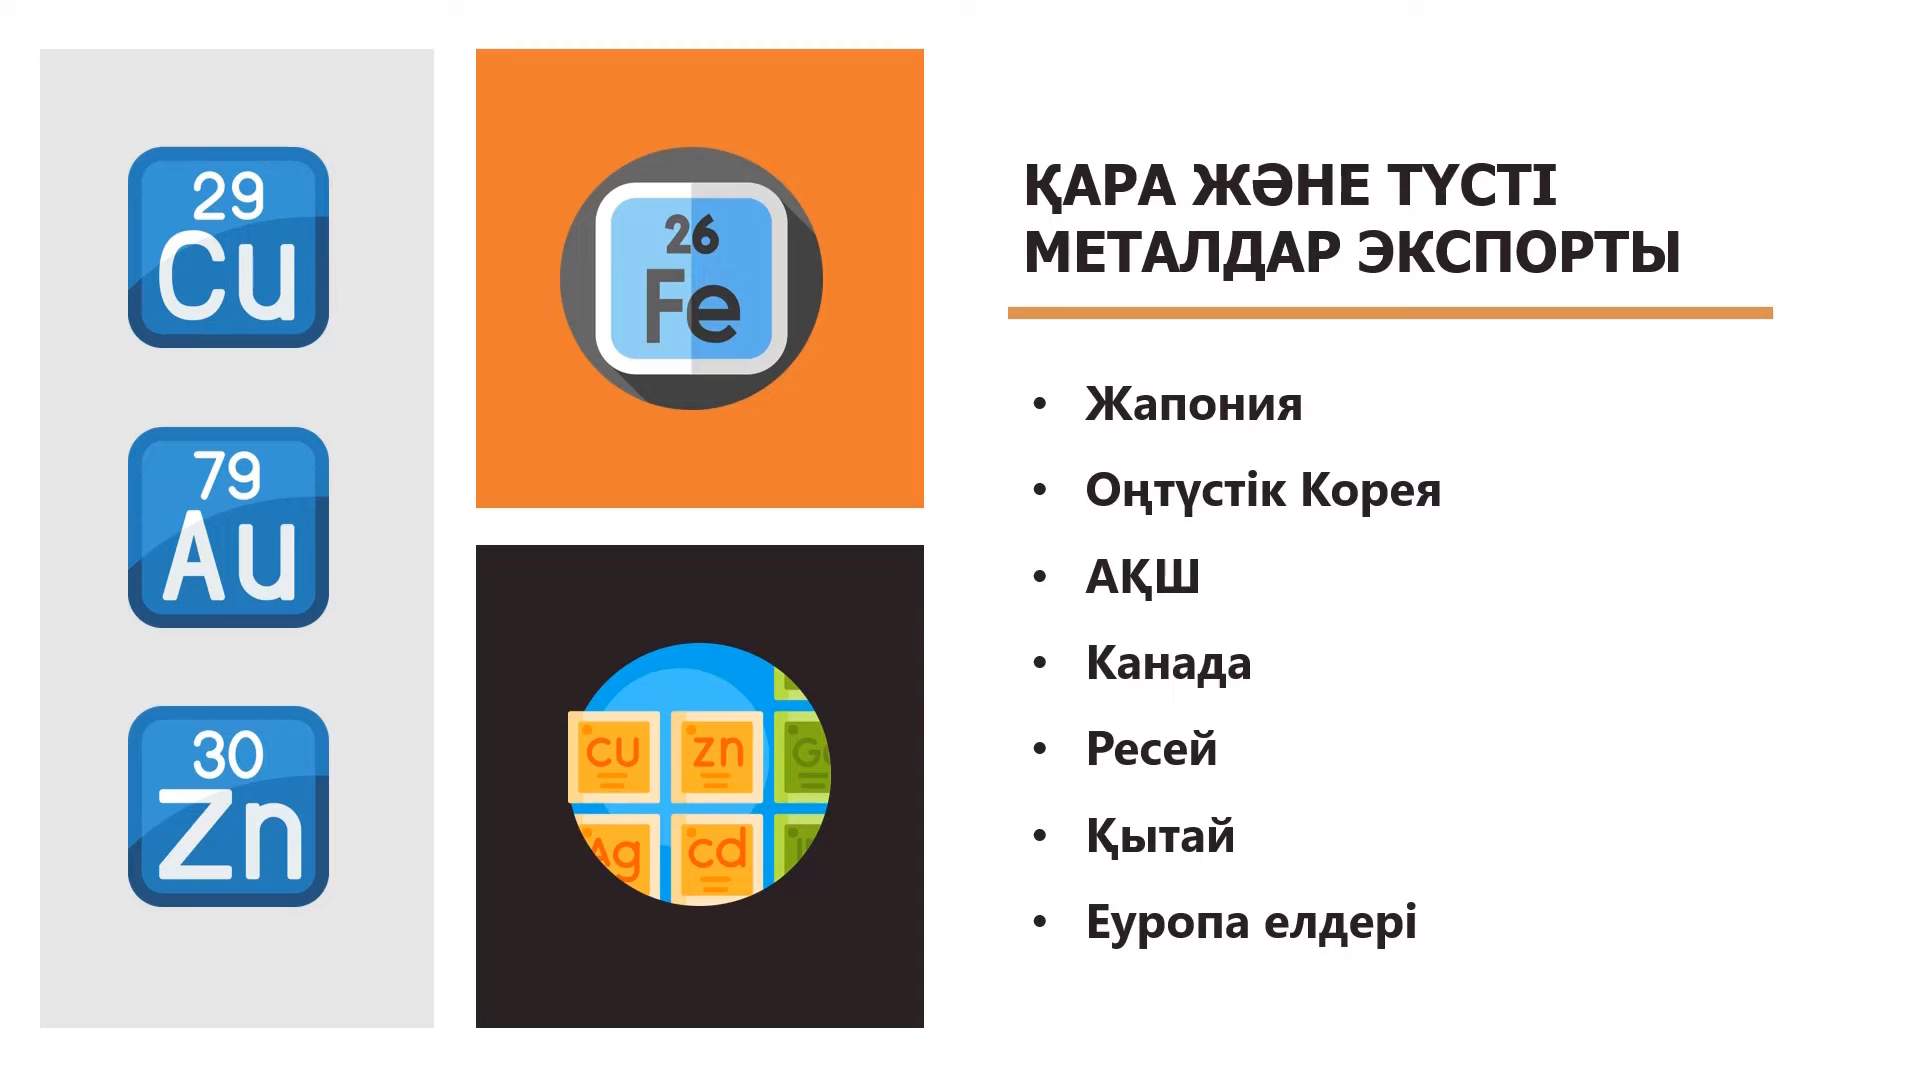 29
Cu
79
Au
30
Zn
26
Fe
cu
zn
Ag
cd
ҚАРА ЖӘНЕ ТҮСТІ
МЕТАЛДАР ЭКСПОРТЫ
• Жапония
• Оңтүстік Корея
• АҚШ
• Канада
• Ресей
• Қытай
• Еуропа елдері